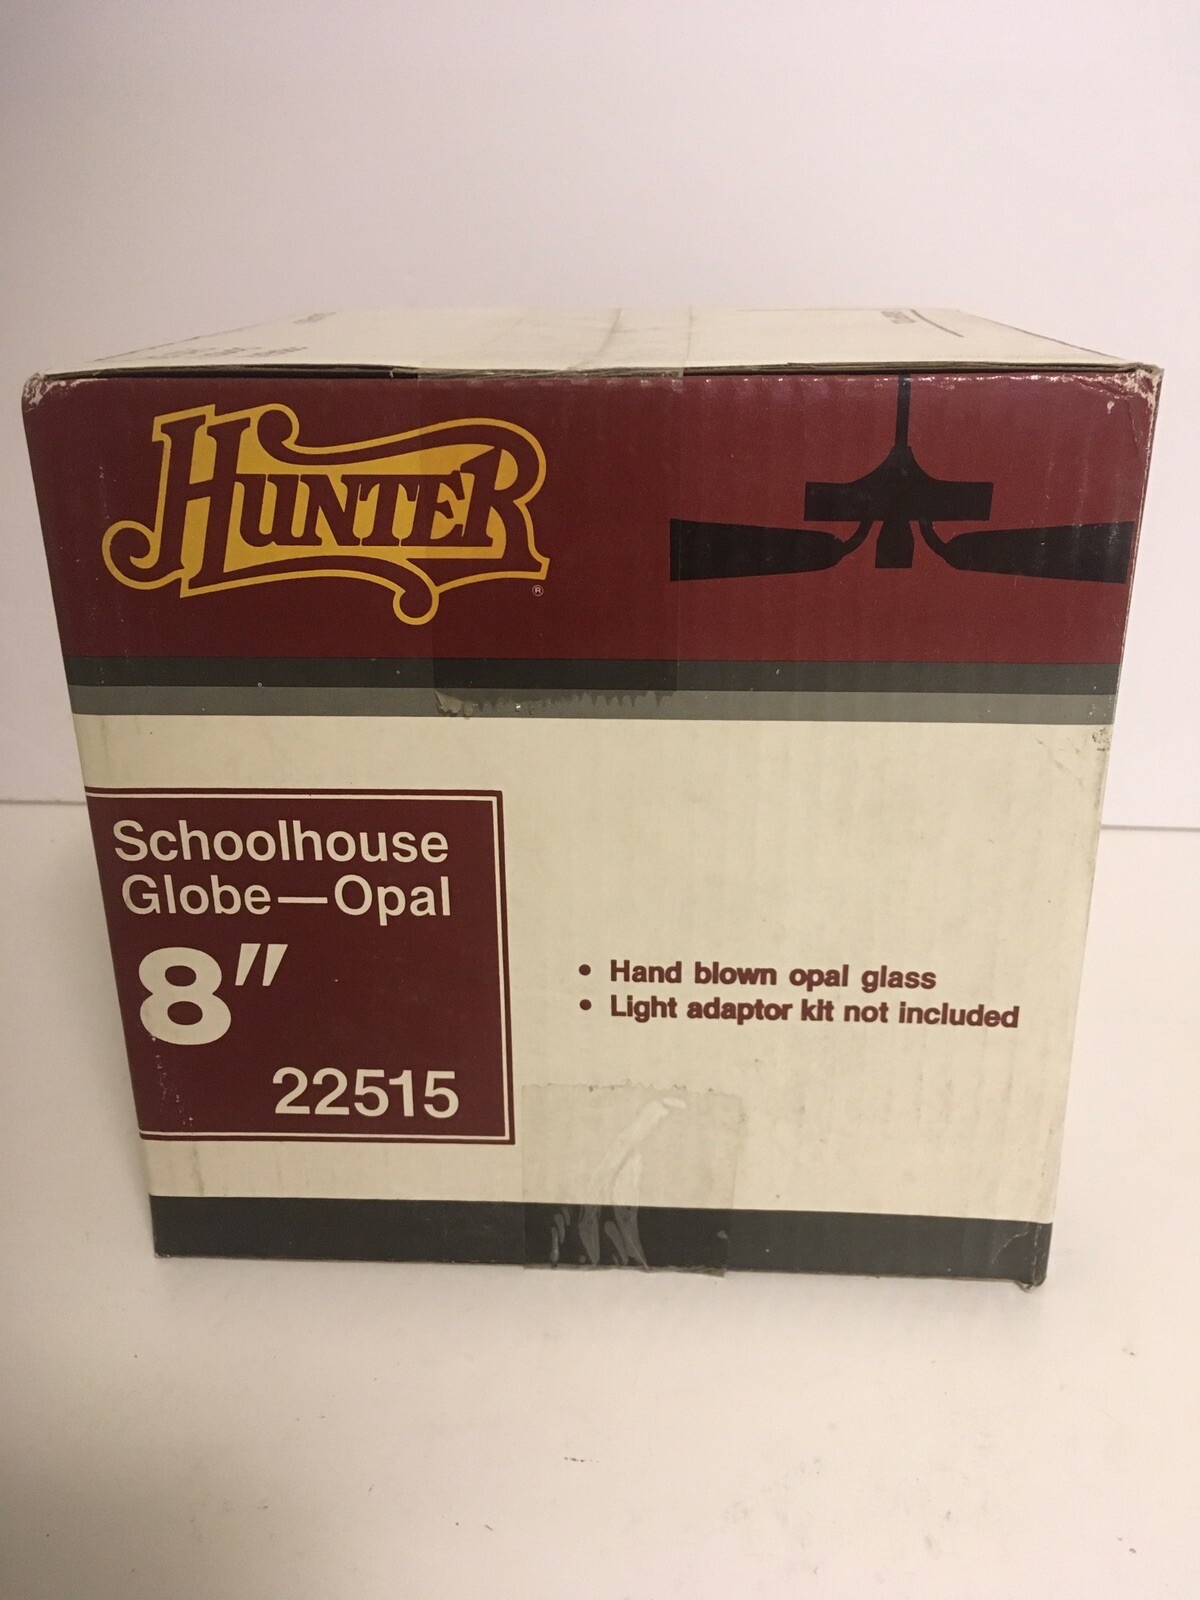 HUNTER
®
Schoolhouse
Globe—Opal
8"
22515
• Hand blown opal glass
• Light adaptor kit not included